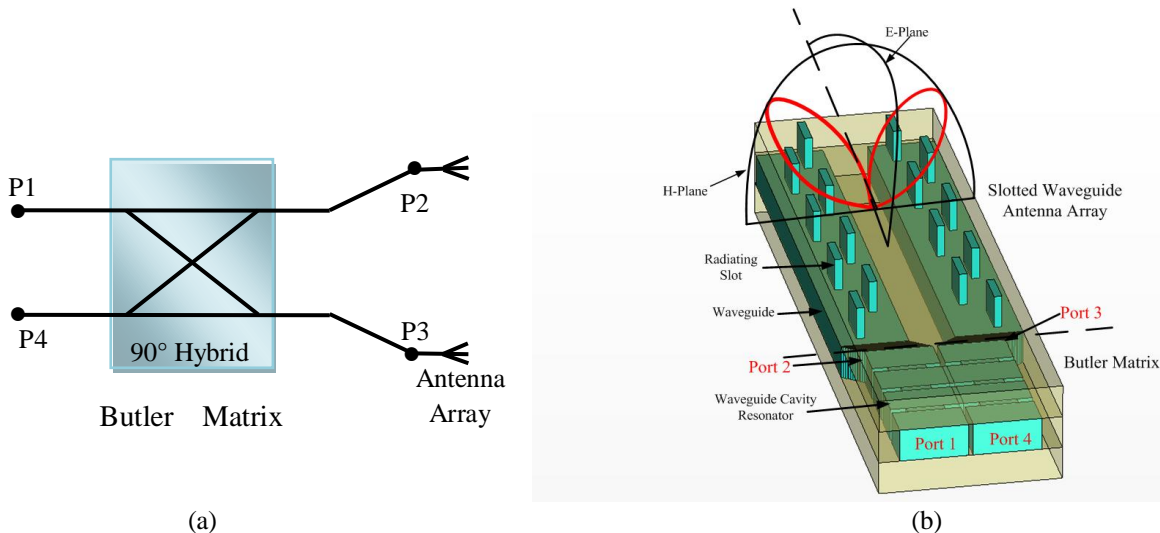 P1
P2
P4
P3
90° Hybrid
Antenna
Array
Butler Matrix
(a)
E-Plane
H-Plane
Slotted Waveguide
Antenna Array
Radiating
Slot
Waveguide
Port 3
Port 2
Butler Matrix
Waveguide Cavity
Resonator
Port 1
Port 4
(b)